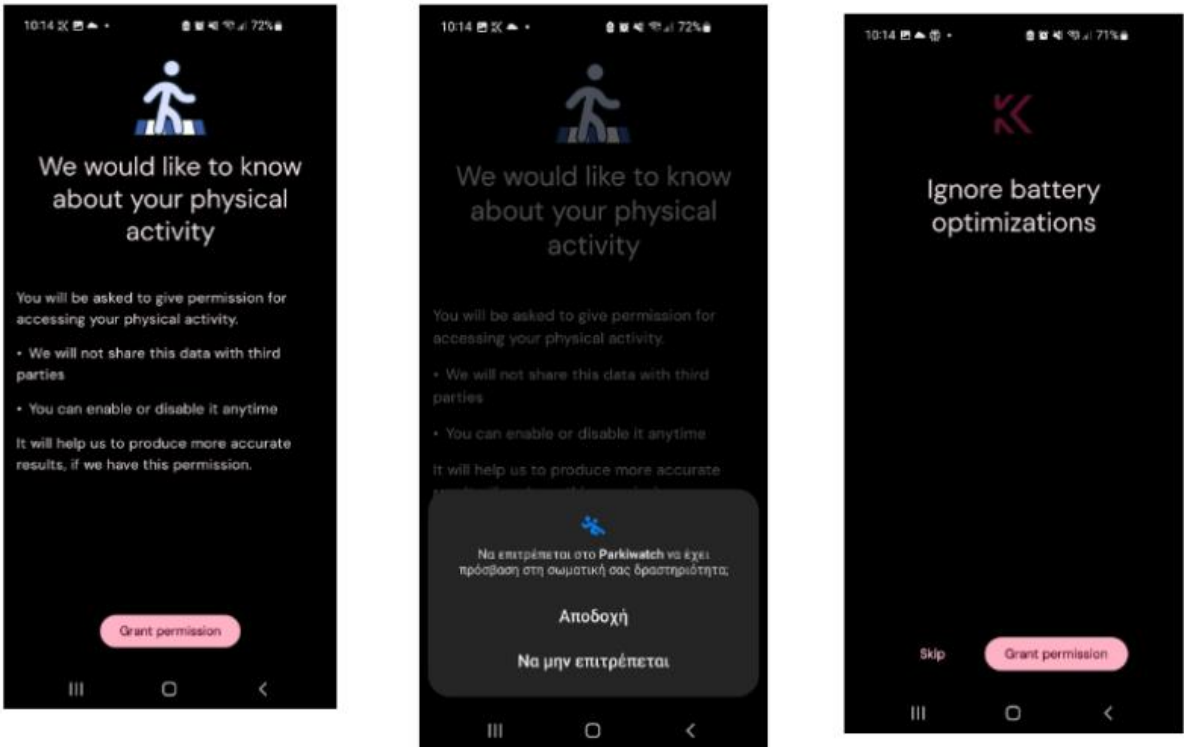 10:14
72%
We would like to know
about your physical
activity
You will be asked to give permission for
accessing your physical activity.
• We will not share this data with third
parties
• You can enable or disable it anytime
It will help us to produce more accurate
results, if we have this permission.
Grant permission
10:14
72%
We would like to know
about your physical
activity
You will be asked to give permission for
accessing your physical activity.
• We will not share this data with third
parties
• You can enable or disable it anytime
It will help us to produce more accurate
Να επιτρέπεται στο Parkiwatch να έχει
πρόσβαση στη σωματική σας δραστηριότητα;
Αποδοχή
Να μην επιτρέπεται
10:14
71%
Ignore battery
optimizations
Skip
Grant permission